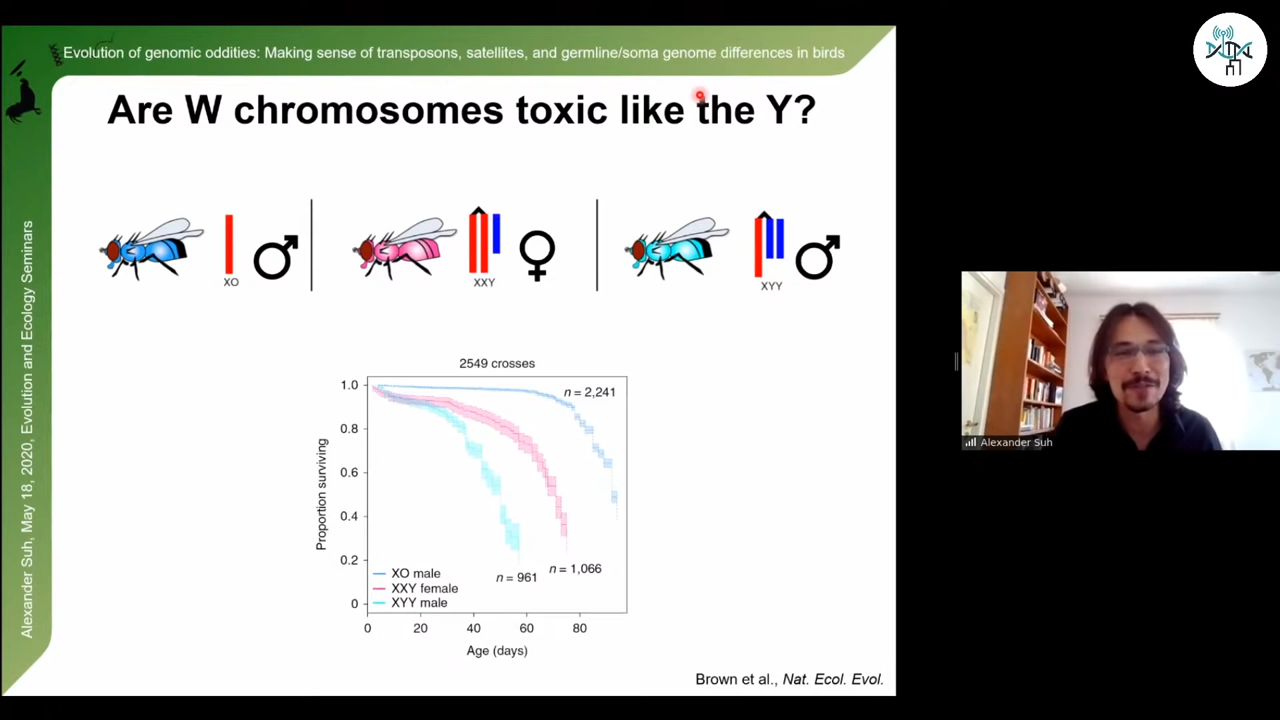 Evolution of genomic oddities: Making sense of transposons, satellites, and germline/soma genome differences in birds
Are W chromosomes toxic like the Y?
XO
XXY
XYY
2549 crosses
n = 2,241
n = 961
n = 1,066
1.0
0.8
0.6
0.4
0.2
0
Proportion surviving
XO male
XXY female
XYY male
0
20
40
60
80
Age (days)
Brown et al., Nat. Ecol. Evol.
Alexander Suh, May 18, 2020, Evolution and Ecology Seminars
Alexander Suh